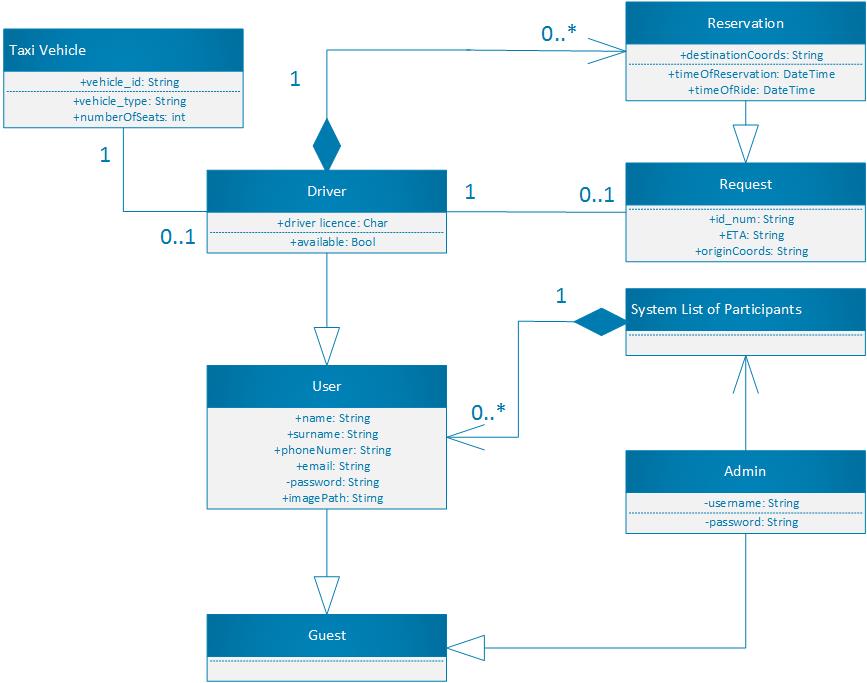 Taxi Vehicle
+vehicle_id: String
+vehicle_type: String
+numberOfSeats: int
1
0..1
1
0..*
Reservation
+destinationCoords: String
+timeOfReservation: DateTime
+timeOfRide: DateTime
Driver
+driver licence: Char
+available: Bool
1
0..1
Request
+id_num: String
+ETA: String
+originCoords: String
1
0..*
System List of Participants
User
+name: String
+surname: String
+phoneNumer: String
+email: String
-password: String
+imagePath: Stirng
Admin
-username: String
-password: String
Guest